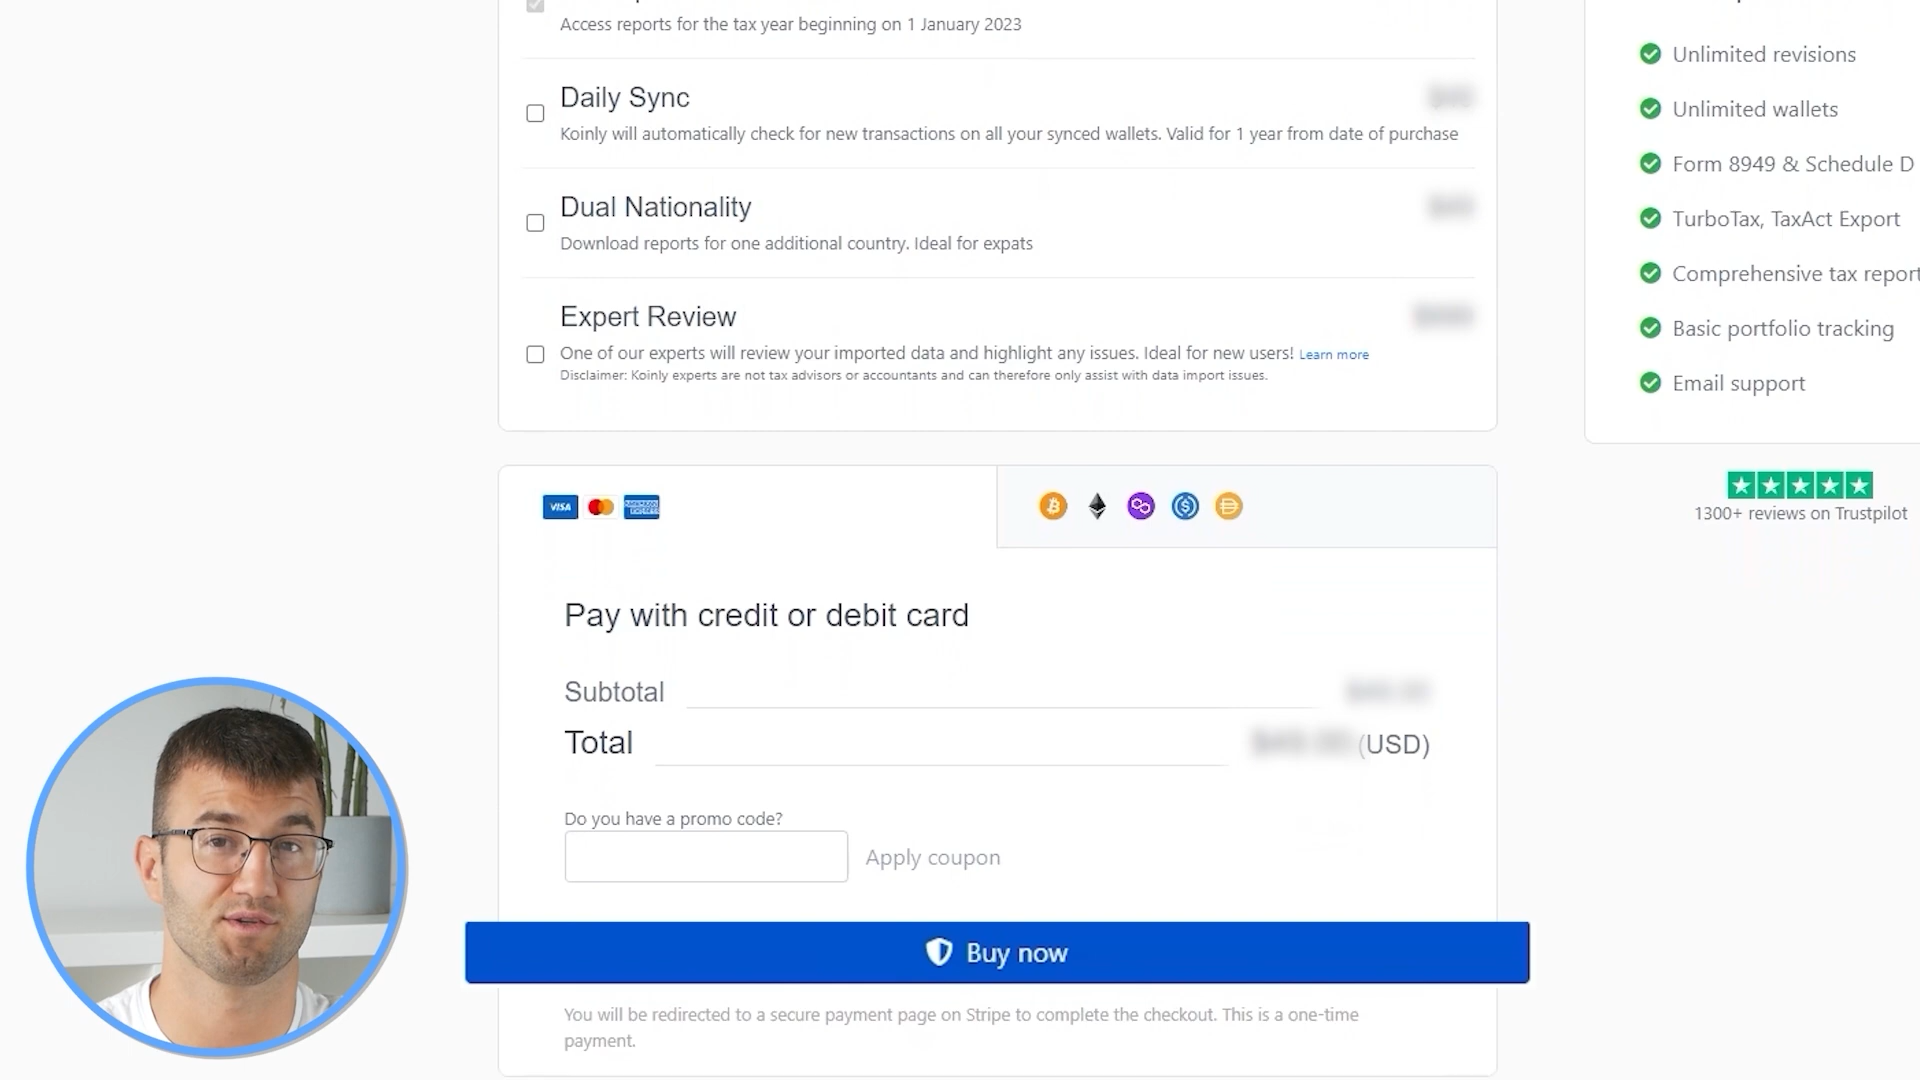 Access reports for the tax year beginning on 1 January 2023
Daily Sync
Koinly will automatically check for new transactions on all your synced wallets. Valid for 1 year from date of purchase
Dual Nationality
Download reports for one additional country. Ideal for expats
Expert Review
One of our experts will review your imported data and highlight any issues. Ideal for new users! Learn more
Disclaimer: Koinly experts are not tax advisors or accountants and can therefore only assist with data import issues.
Unlimited revisions
Unlimited wallets
Form 8949 & Schedule D
TurboTax, TaxAct Export
Comprehensive tax report
Basic portfolio tracking
Email support
1300+ reviews on Trustpilot
VISA
Pay with credit or debit card
Subtotal
Total (USD)
Do you have a promo code?
Apply coupon
Buy now
You will be redirected to a secure payment page on Stripe to complete the checkout. This is a one-time
payment.